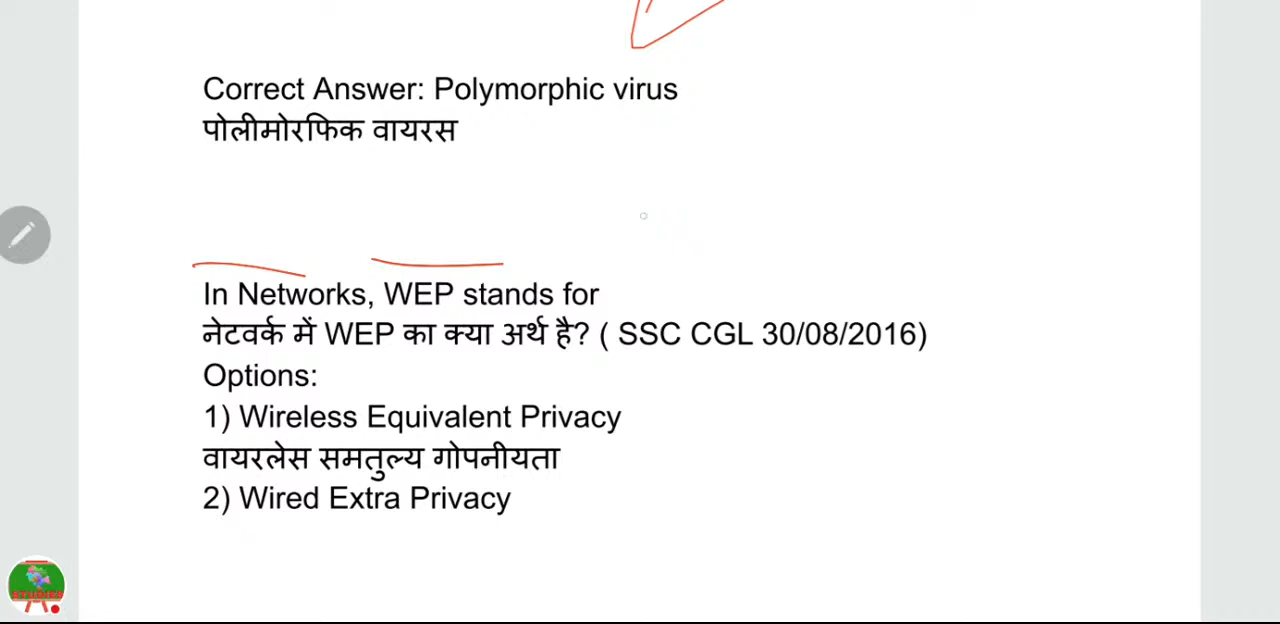 Correct Answer: Polymorphic virus
पोलीमोरफिक वायरस
In Networks, WEP stands for
नेटवर्क में WEP का क्या अर्थ है? ( SSC CGL 30/08/2016)
Options:
1) Wireless Equivalent Privacy
वायरलेस समतुल्य गोपनीयता
2) Wired Extra Privacy
STUDIES